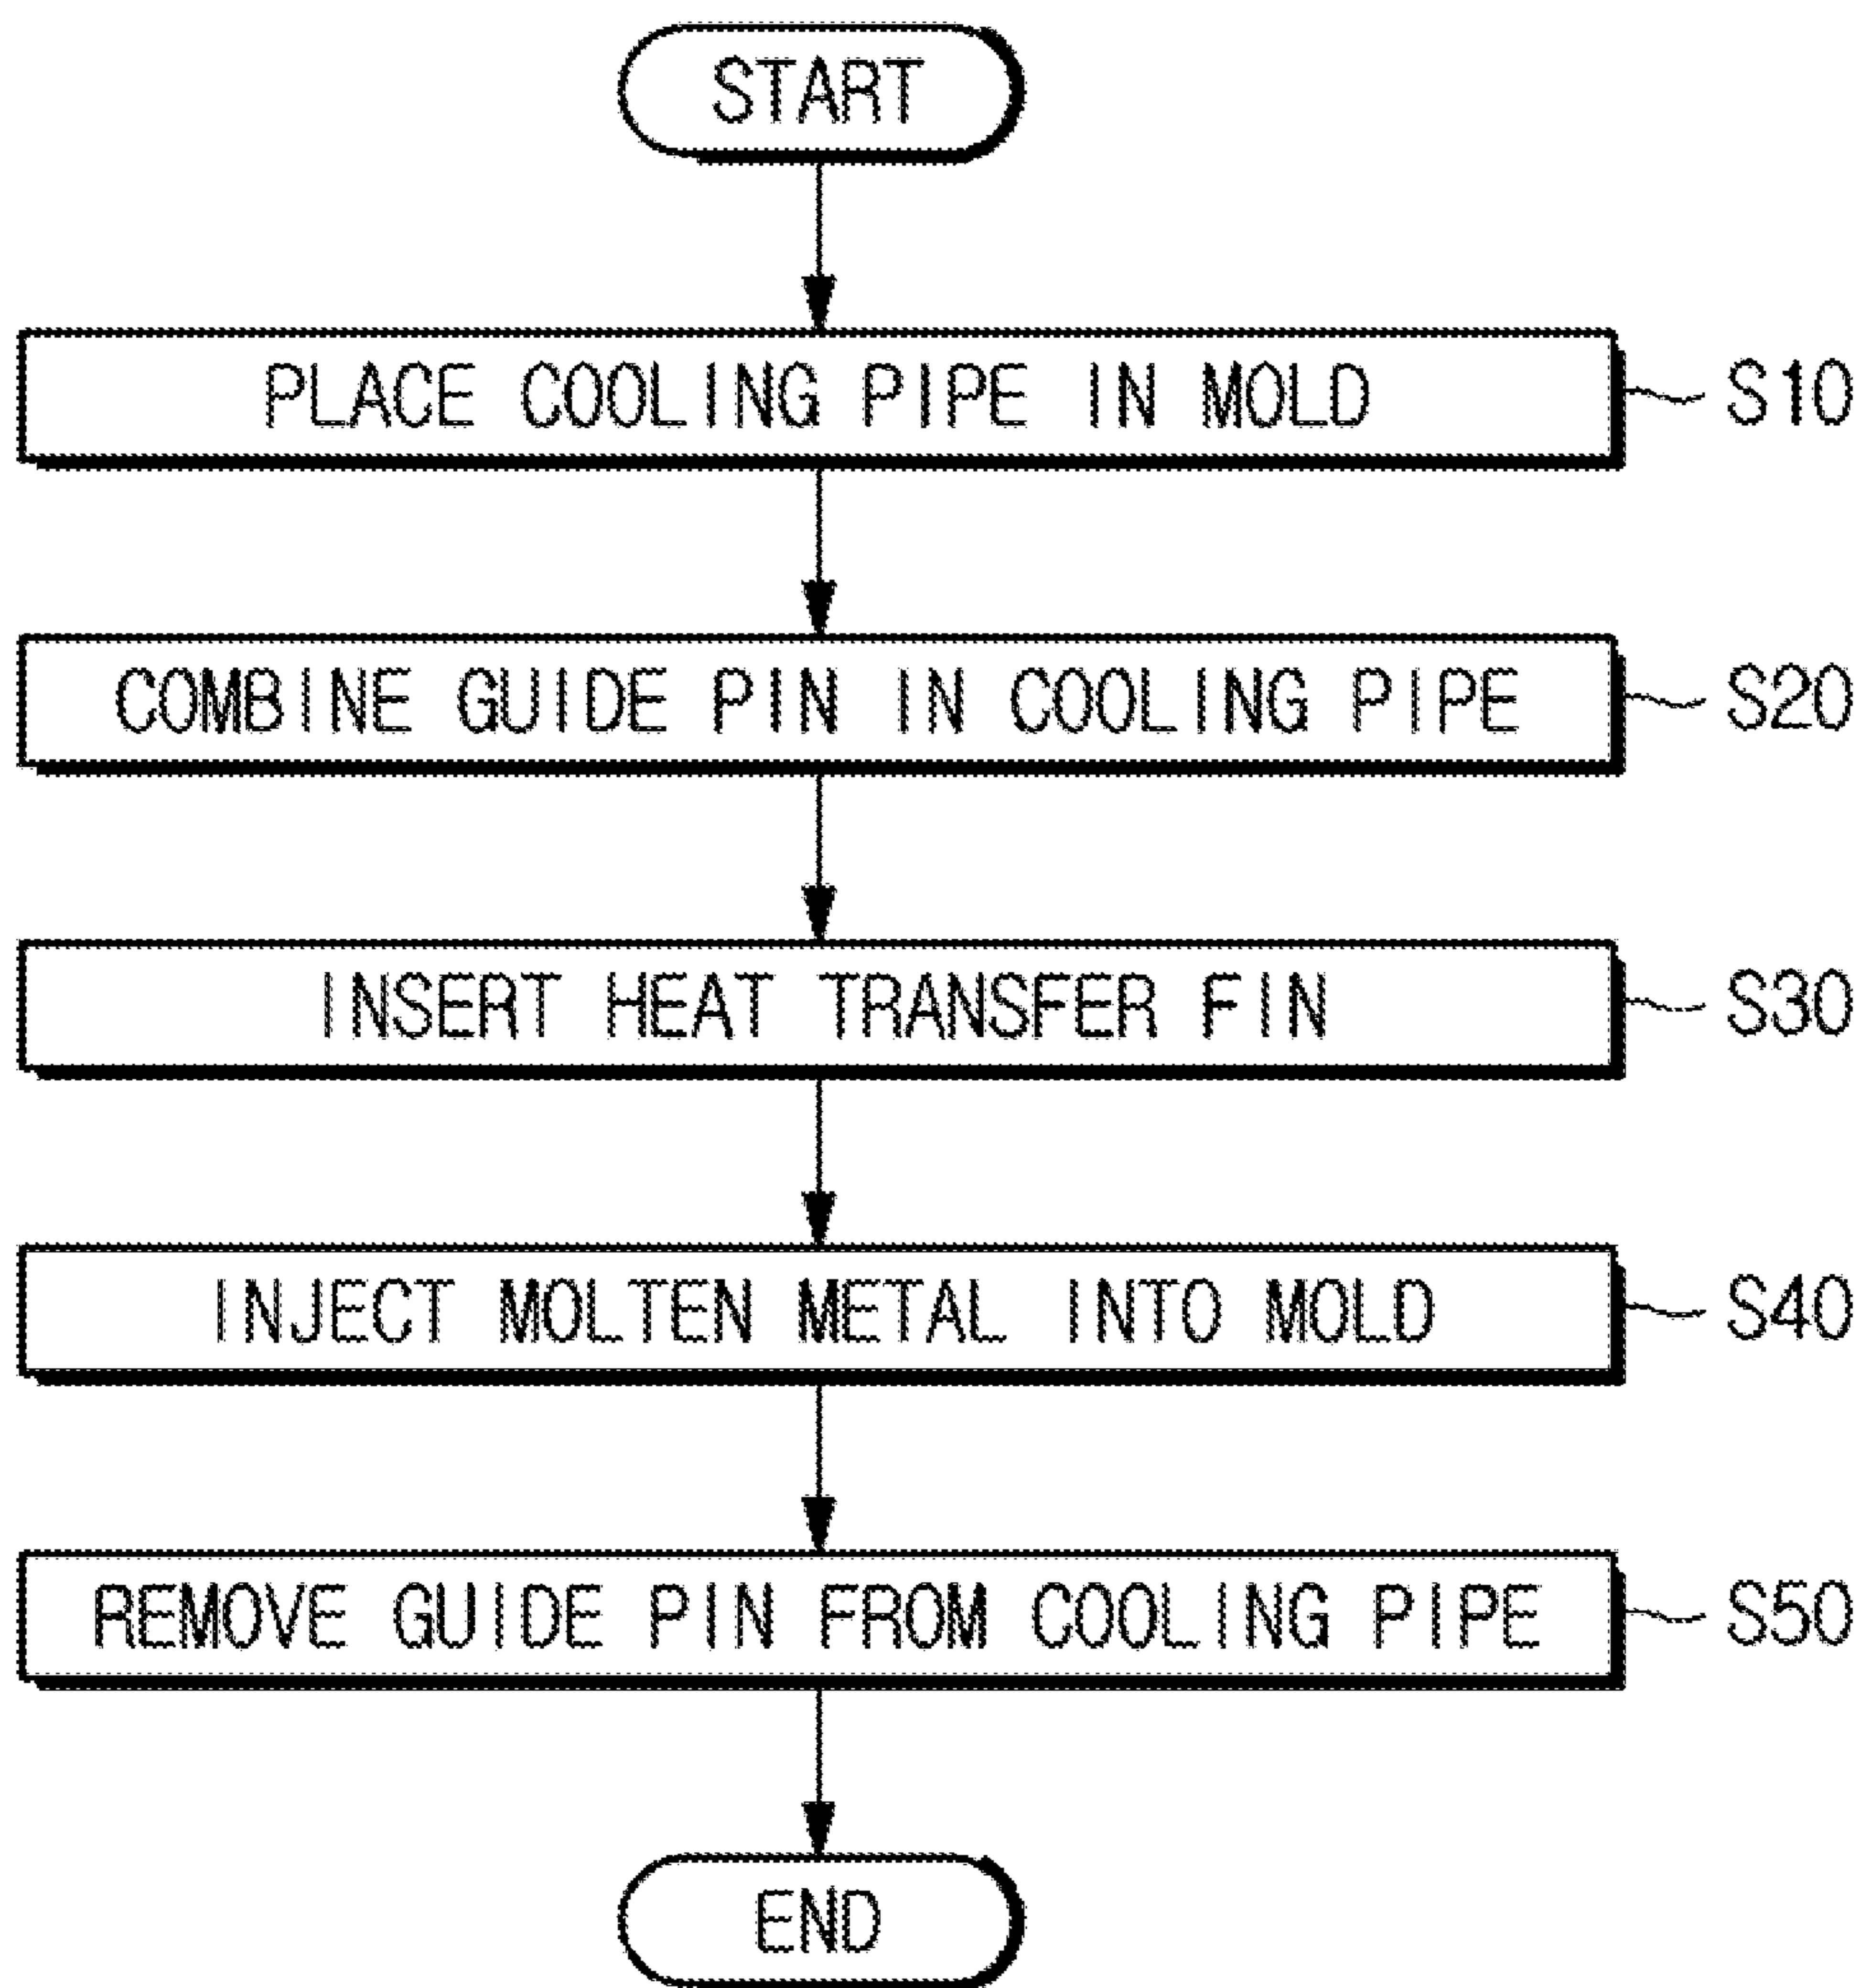 START
PLACE COOLING PIPE IN MOLD
S10
COMBINE GUIDE PIN IN COOLING PIPE
S20
INSERT HEAT TRANSFER FIN
S30
INJECT MOLTEN METAL INTO MOLD
S40
REMOVE GUIDE PIN FROM COOLING PIPE
S50
END